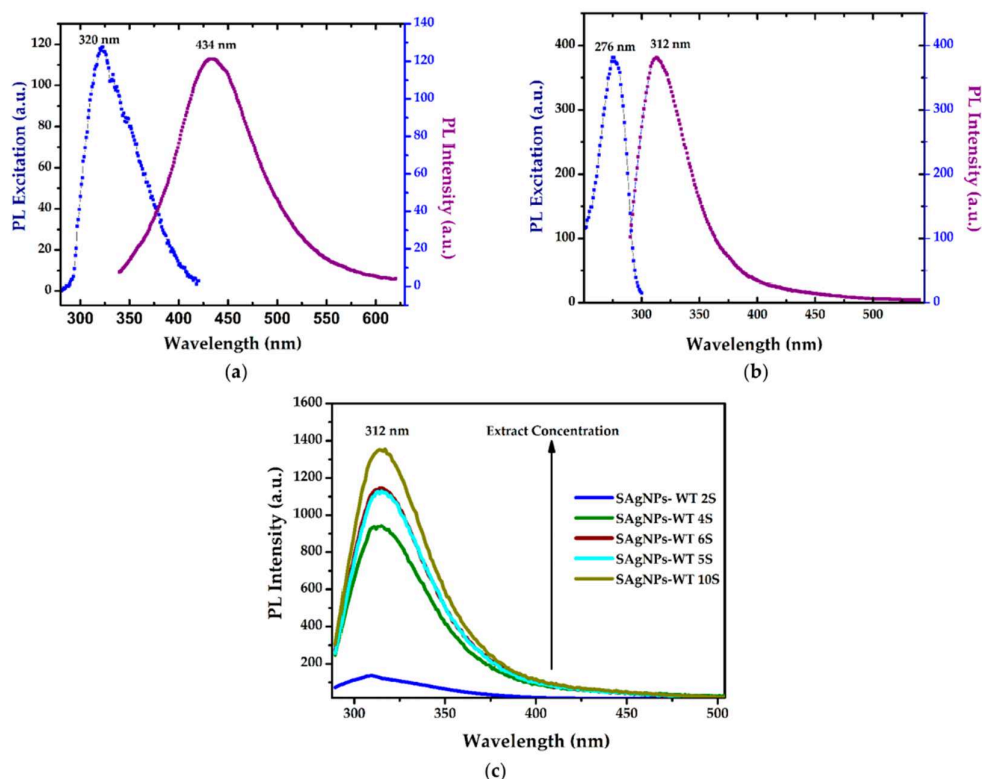 320 nm
434 nm
120
100
80
60
40
20
0
140
120
100
80
60
40
20
0
PL Excitation (a.u.)
PL Intensity (a.u.)
300 350 400 450 500 550 600
Wavelength (nm)
(a)
276 nm
312 nm
400
300
200
100
0
400
300
200
100
0
PL Excitation (a.u.)
PL Intensity (a.u.)
300 350 400 450 500
Wavelength (nm)
(b)
1600
1400
1200
1000
800
600
400
200
PL Intensity (a.u.)
312 nm
Extract Concentration
SAgNPs- WT 2S
SAgNPs-WT 4S
SAgNPs-WT 6S
SAgNPs-WT 5S
SAgNPs-WT 10S
300 350 400 450 500
Wavelength (nm)
(c)